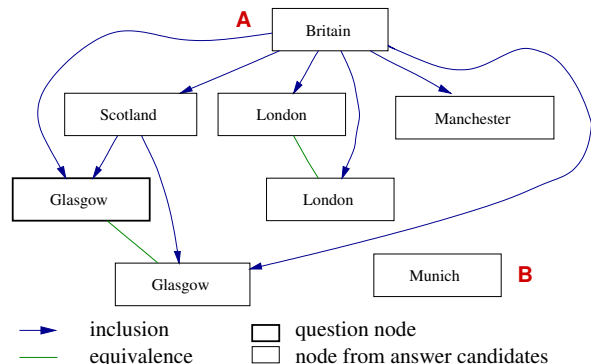 A
Britain
Scotland
London
Manchester
Glasgow
London
Glasgow
Munich
B
inclusion
question node
equivalence
node from answer candidates